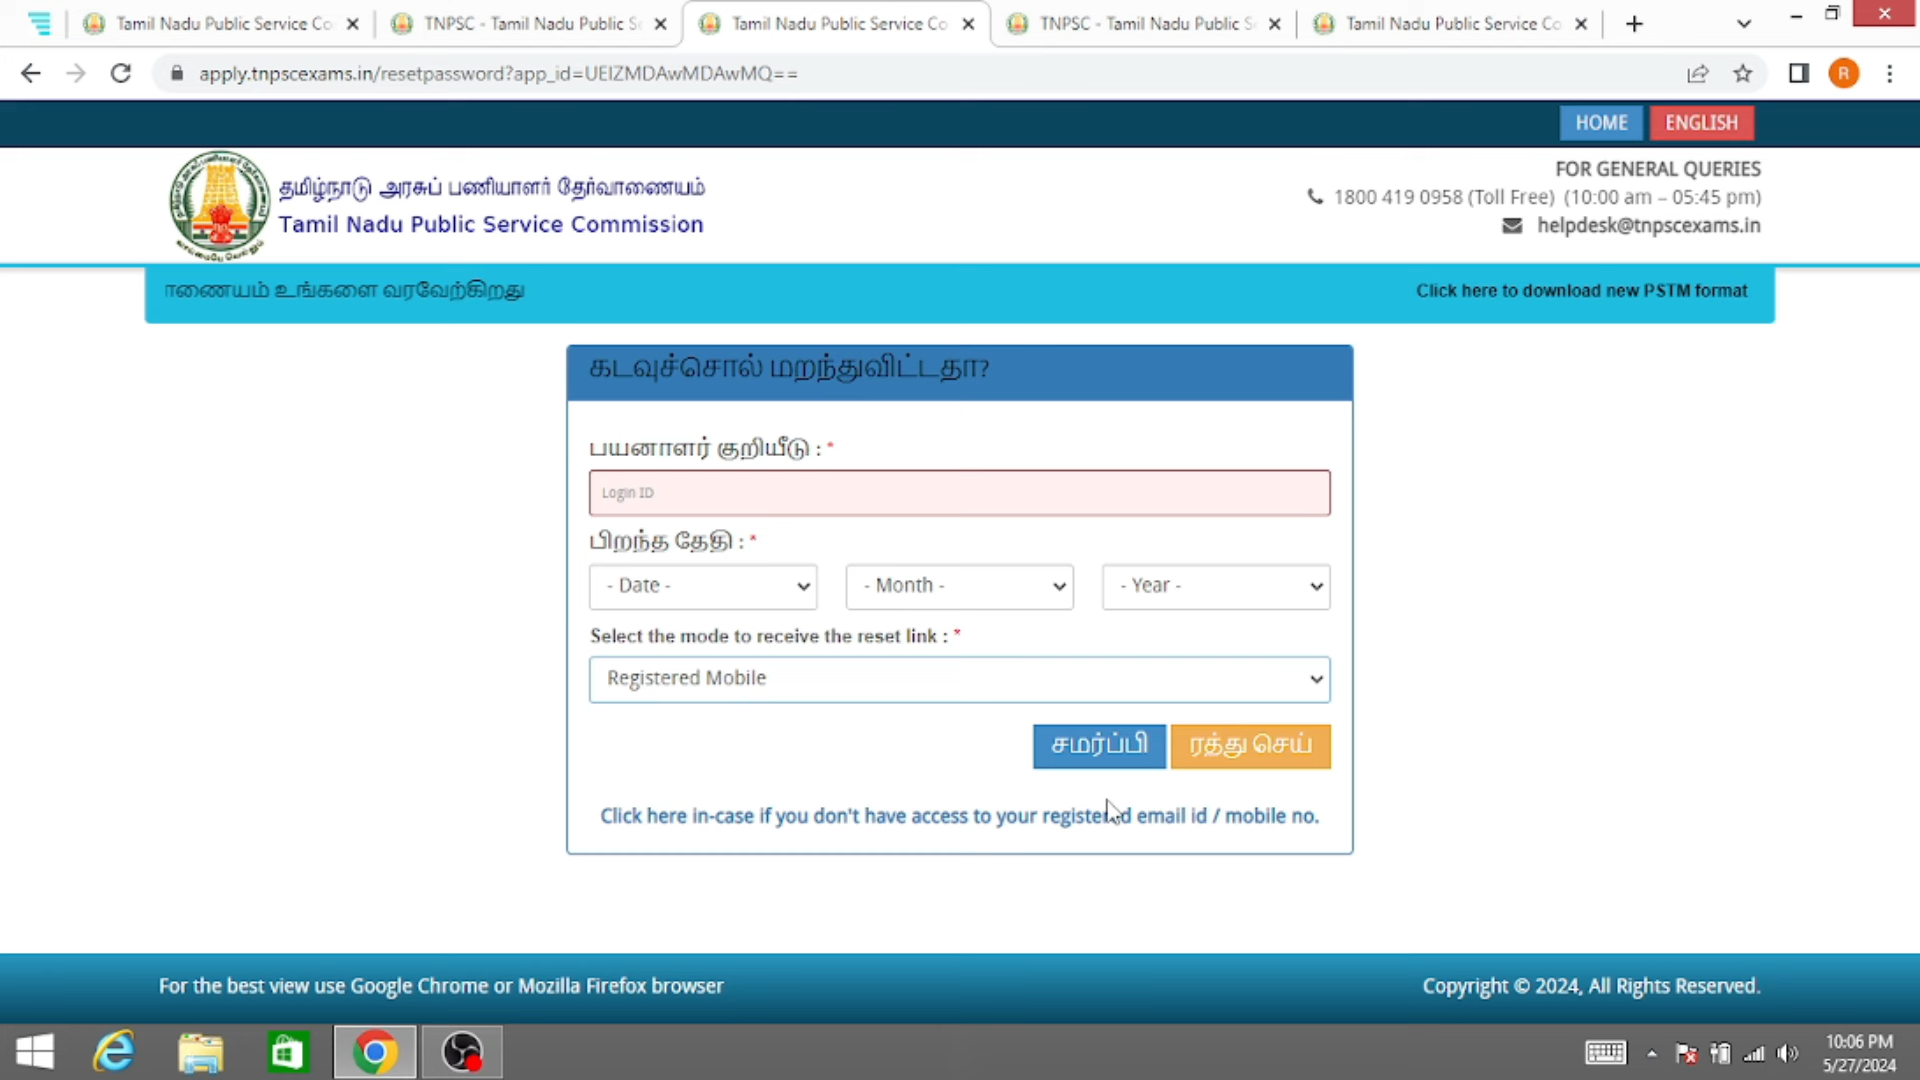 Tamil Nadu Public Service Co
TNPSC - Tamil Nadu Public S
Tamil Nadu Public Service Co
TNPSC - Tamil Nadu Public S
Tamil Nadu Public Service Co
apply.tnpscexams.in/resetpassword?app_id=UEIZMDAwMDAwMQ==
R
HOME
ENGLISH
தமிழ்நாடு அரசுப் பணியாளர் தேர்வாணையம்
Tamil Nadu Public Service Commission
FOR GENERAL QUERIES
1800 419 0958 (Toll Free) (10:00 am – 05:45 pm)
helpdesk@tnpscexams.in
ாணையம் உங்களை வரவேற்கிறது
Click here to download new PSTM format
கடவுச்சொல் மறந்துவிட்டதா?
பயனாளர் குறியீடு : *
Login ID
பிறந்த தேதி : *
- Date -
- Month -
- Year -
Select the mode to receive the reset link : *
Registered Mobile
சமர்ப்பி
ரத்து செய்
Click here in-case if you don't have access to your registered email id / mobile no.
For the best view use Google Chrome or Mozilla Firefox browser
Copyright © 2024, All Rights Reserved.
10:06 PM
5/27/2024